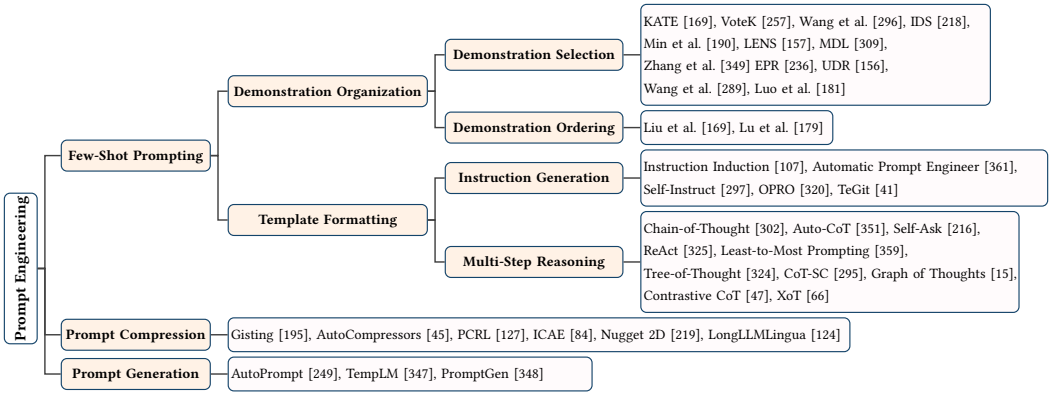 KATE [169], VoteK [257], Wang et al. [296], IDS [218],
Min et al. [190], LENS [157], MDL [309],
Demonstration Selection
Zhang et al. [349] EPR [236], UDR [156],
Wang et al. [289], Luo et al. [181]
Demonstration Organization
Demonstration Ordering
Liu et al. [169], Lu et al. [179]
Few-Shot Prompting
Instruction Generation
Instruction Induction [107], Automatic Prompt Engineer [361],
Self-Instruct [297], OPRO [320], TeGit [41]
Template Formatting
Chain-of-Thought [302], Auto-CoT [351], Self-Ask [216],
ReAct [325], Least-to-Most Prompting [359],
Multi-Step Reasoning
Tree-of-Thought [324], CoT-SC [295], Graph of Thoughts [15],
Contrastive CoT [47], XoT [66]
Prompt Engineering
Prompt Compression
Gisting [195], AutoCompressors [45], PCRL [127], ICAE [84], Nugget 2D [219], LongLLMLingua [124]
Prompt Generation
AutoPrompt [249], TempLM [347], PromptGen [348]